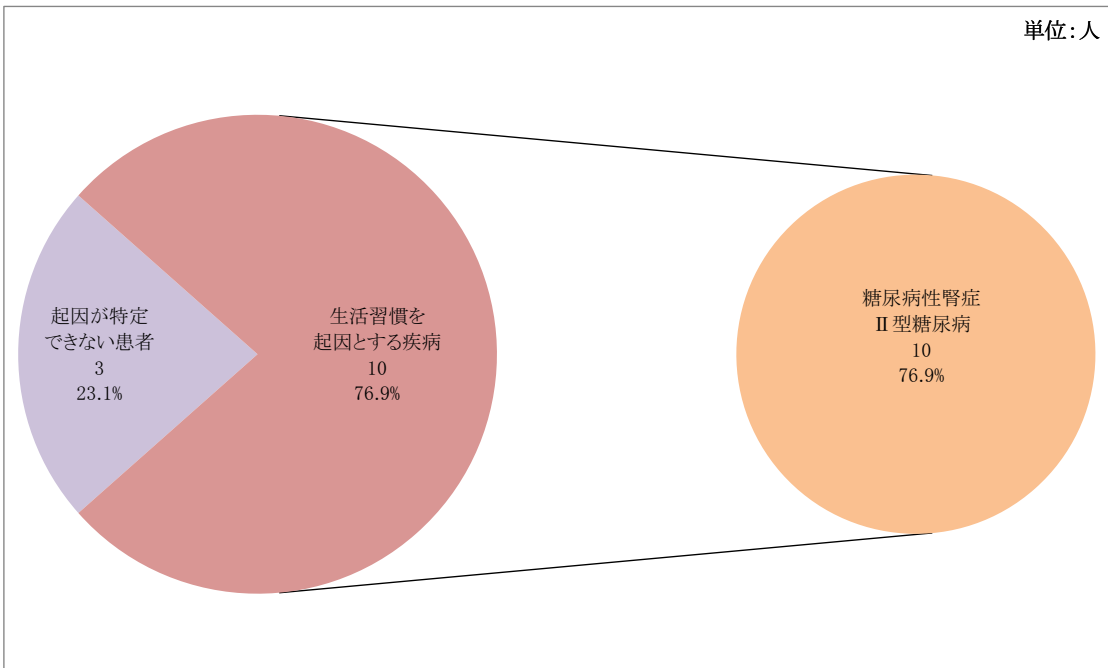 単位:人
起因が特定
できない患者
3
23.1%
生活習慣を
起因とする疾病
10
76.9%
糖尿病性腎症
Ⅱ型糖尿病
10
76.9%